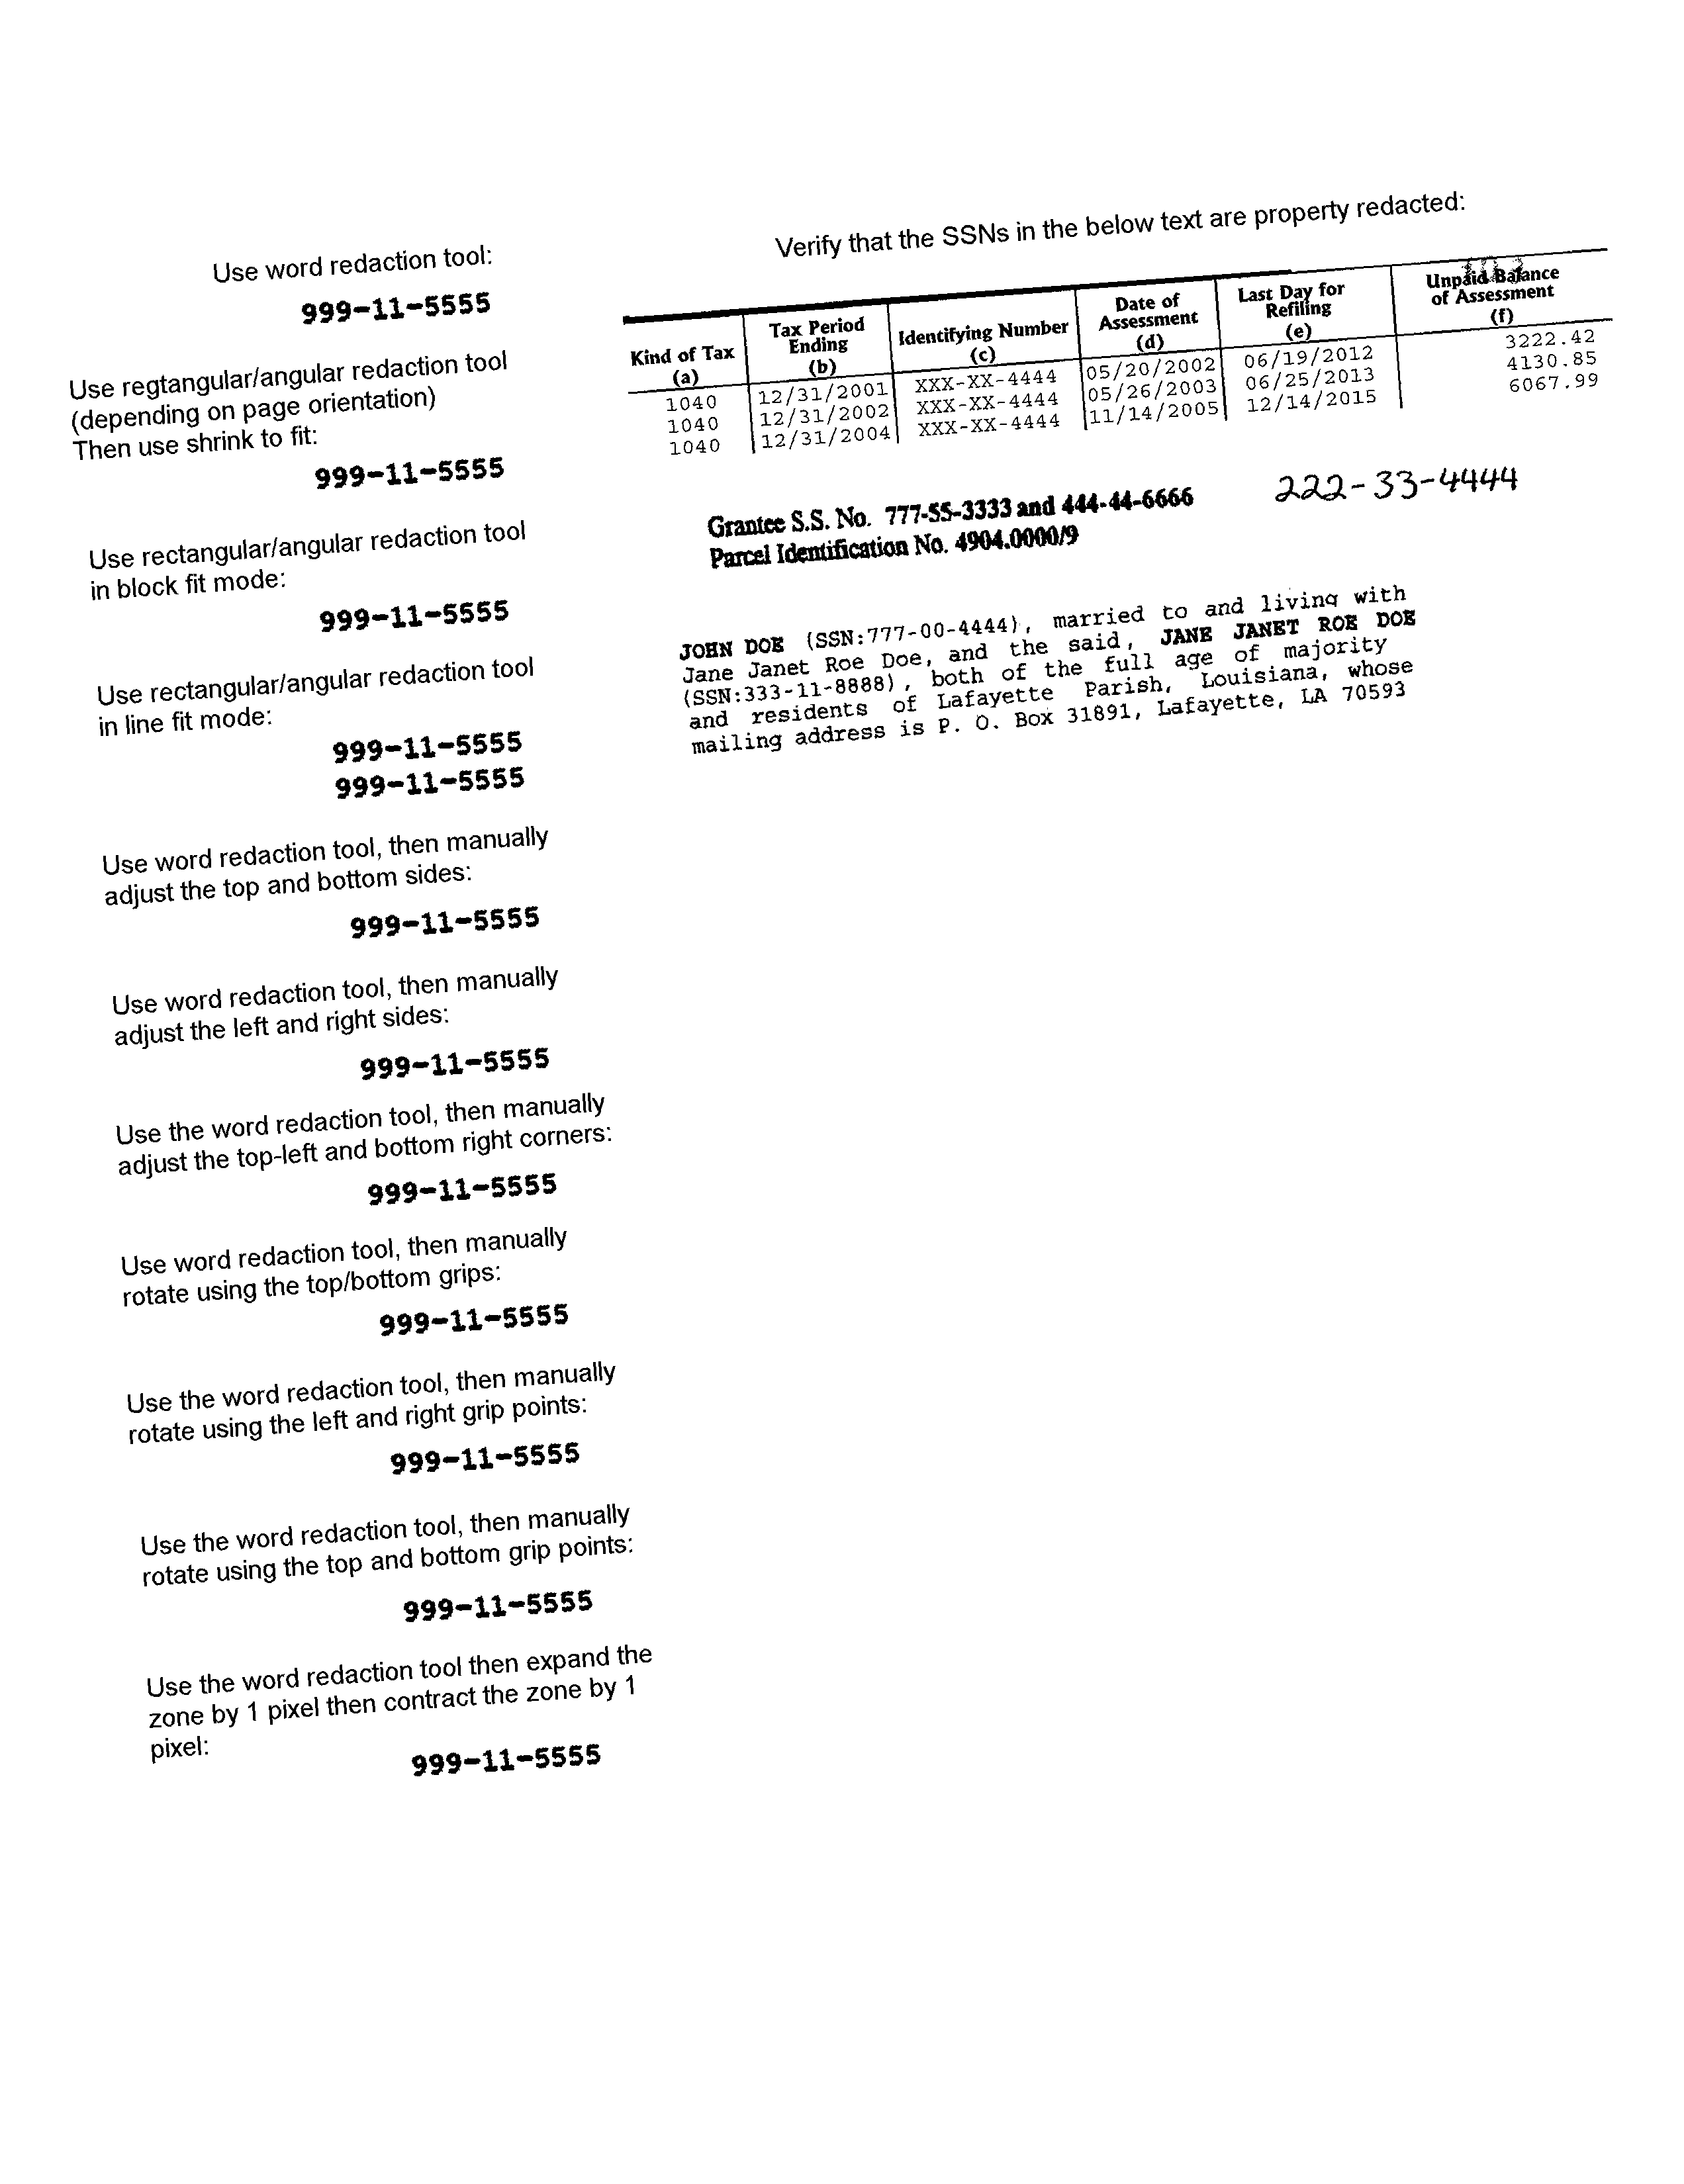 Use word redaction tool:
999-11-5555
Use regtangular/angular redaction tool
(depending on page orientation)
Then use shrink to fit:
999-11-5555
Use rectangular/angular redaction tool
in block fit mode:
999-11-5555
Use rectangular/angular redaction tool
in line fit mode:
999-11-5555
999-11-5555
Use word redaction tool, then manually
adjust the top and bottom sides:
999-11-5555
Use word redaction tool, then manually
adjust the left and right sides:
999-11-5555
Use the word redaction tool, then manually
adjust the top-left and bottom right corners:
999-11-5555
Use word redaction tool, then manually
rotate using the top/bottom grips:
999-11-5555
Use the word redaction tool, then manually
rotate using the left and right grip points:
999-11-5555
Use the word redaction tool, then manually
rotate using the top and bottom grip points:
999-11-5555
Use the word redaction tool then expand the
zone by 1 pixel then contract the zone by 1
pixel:
999-11-5555
Verify that the SSNs in the below text are property redacted:
Kind of Tax (a) Tax Period Ending (b) Identifying Number (c) Date of Assessment (d) Last Day for Refiling (e) Unpaid Balance of Assessment (f)
1040 12/31/2001 XXX-XX-4444 05/20/2002 06/19/2012 3222.42
1040 12/31/2002 XXX-XX-4444 05/26/2003 06/25/2013 4130.85
1040 12/31/2004 XXX-XX-4444 11/14/2005 12/14/2015 6067.99
Grantee S.S. No. 777-55-3333 and 444-44-6666
Parcel Identification No. 4904.0000/9
222-33-4444
JOHN DOE (SSN:777-00-4444), married to and living with
Jane Janet Roe Doe, and the said, JANE JANET ROE DOE
(SSN:333-11-8888), both of the full age of majority
and residents of Lafayette Parish, Louisiana, whose
mailing address is P. O. Box 31891, Lafayette, LA 70593